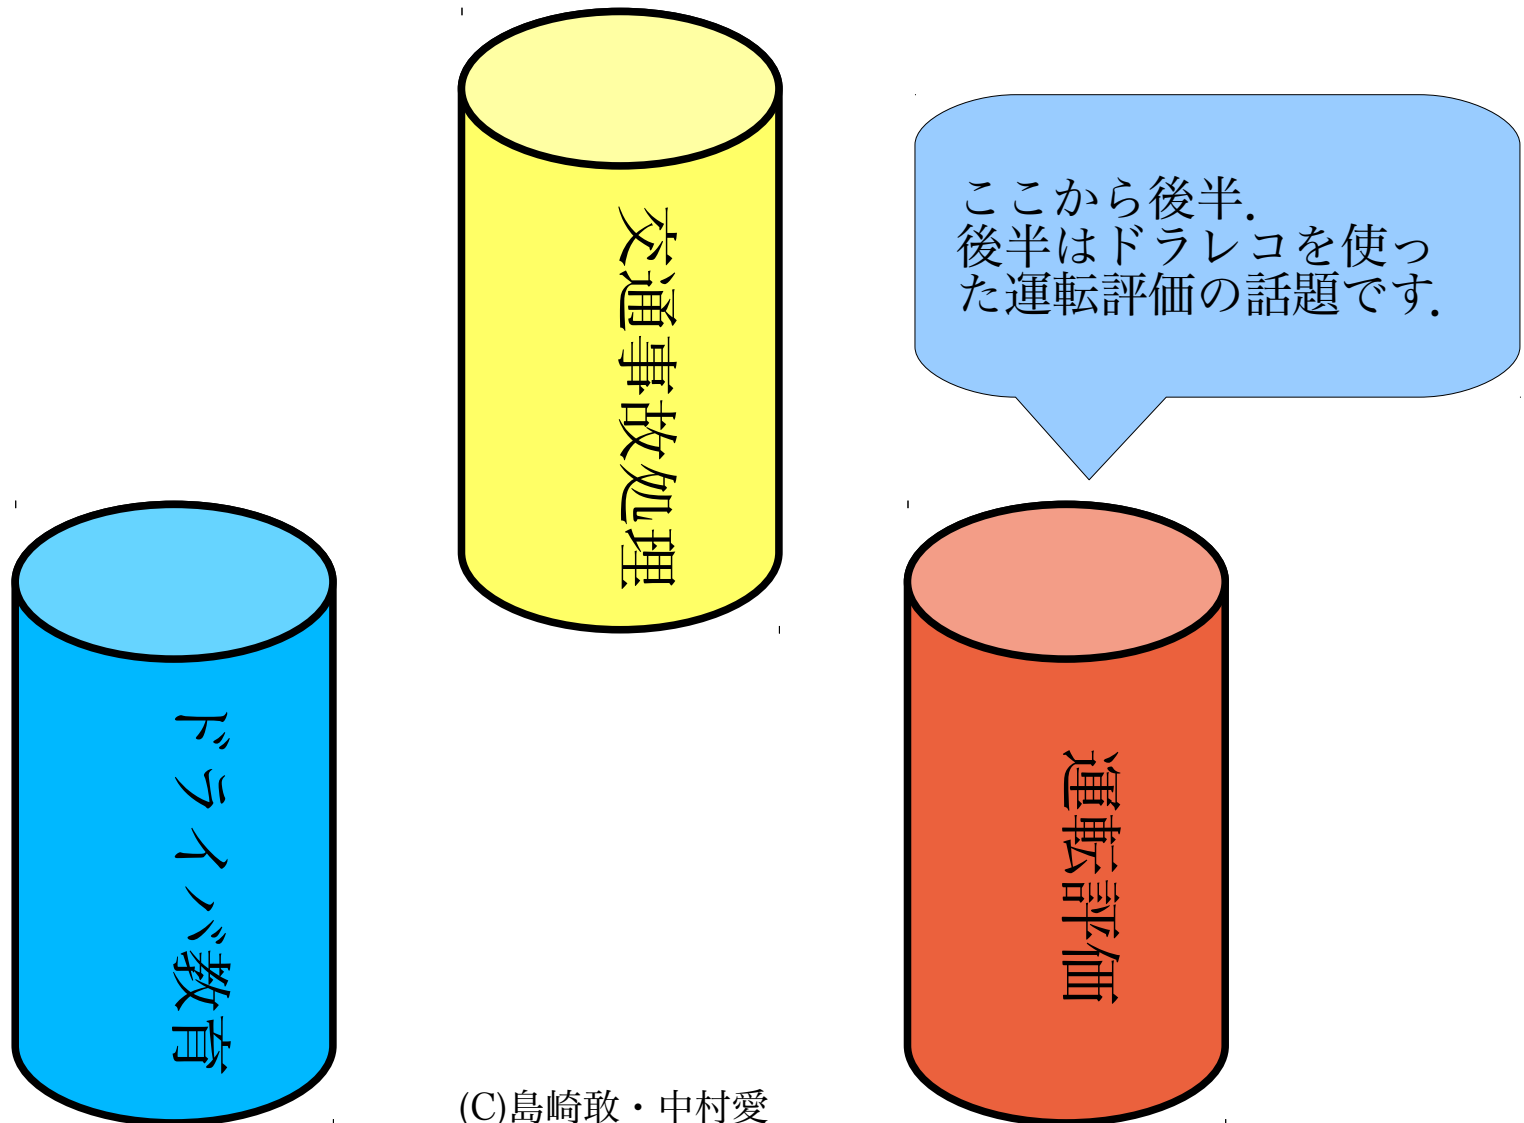 交通事故処理
ここから後半.
後半はドラレコを使っ
た運転評価の話題です.
ドライバ教育
運転評価
(C)島崎敢・中村愛